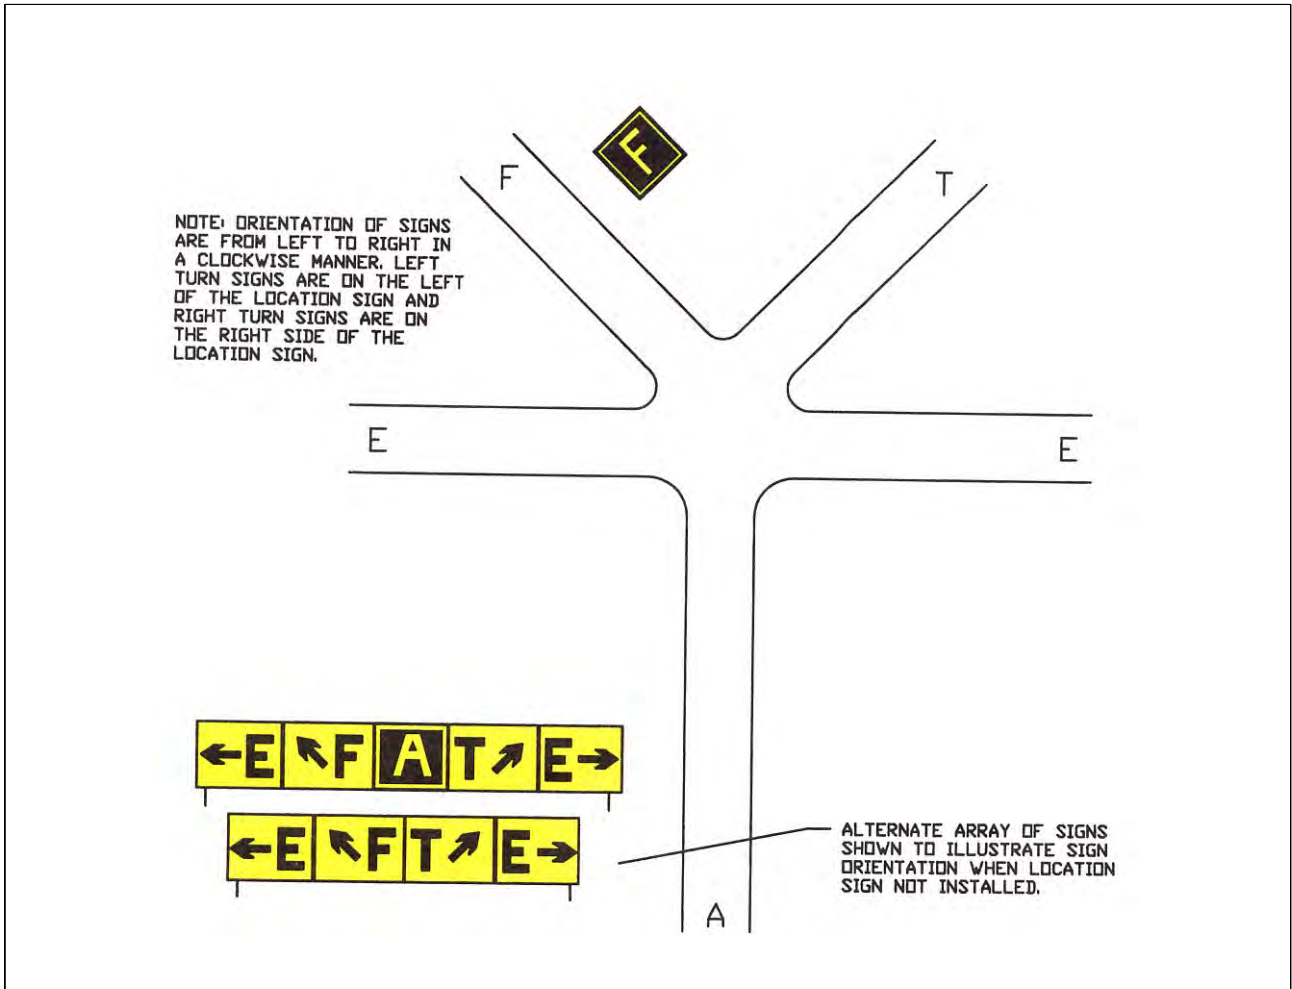 F
F
T
NOTE: ORIENTATION OF SIGNS
ARE FROM LEFT TO RIGHT IN
A CLOCKWISE MANNER. LEFT
TURN SIGNS ARE ON THE LEFT
OF THE LOCATION SIGN AND
RIGHT TURN SIGNS ARE ON
THE RIGHT SIDE OF THE
LOCATION SIGN.
E
E
←E ↖F A T↗ E→
←E ↖F T↗ E→
ALTERNATE ARRAY OF SIGNS
SHOWN TO ILLUSTRATE SIGN
ORIENTATION WHEN LOCATION
SIGN NOT INSTALLED.
A